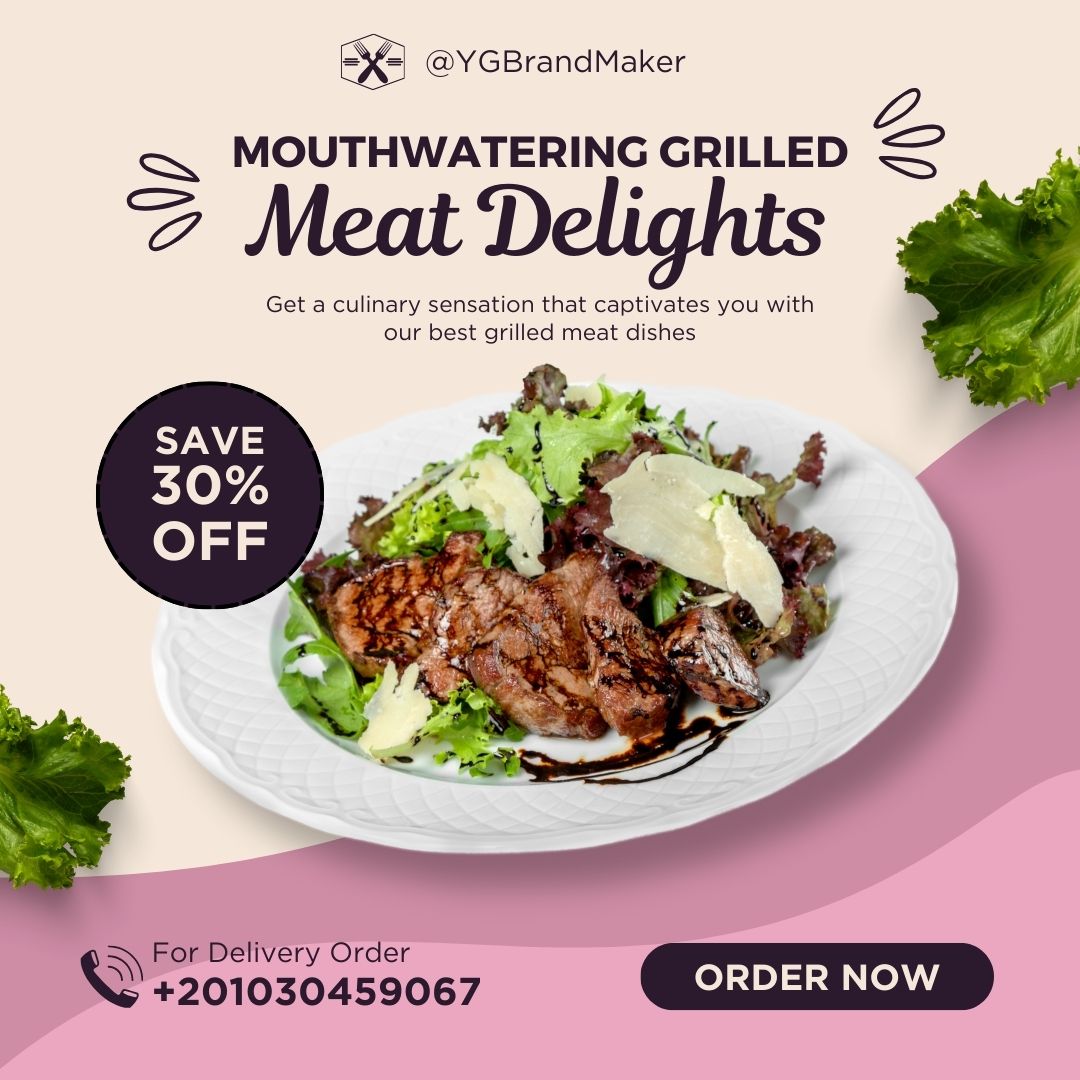 @YGBrandMaker
MOUTHWATERING GRILLED
Meat Delights
Get a culinary sensation that captivates you with
our best grilled meat dishes
SAVE
30%
OFF
For Delivery Order
+201030459067
ORDER NOW